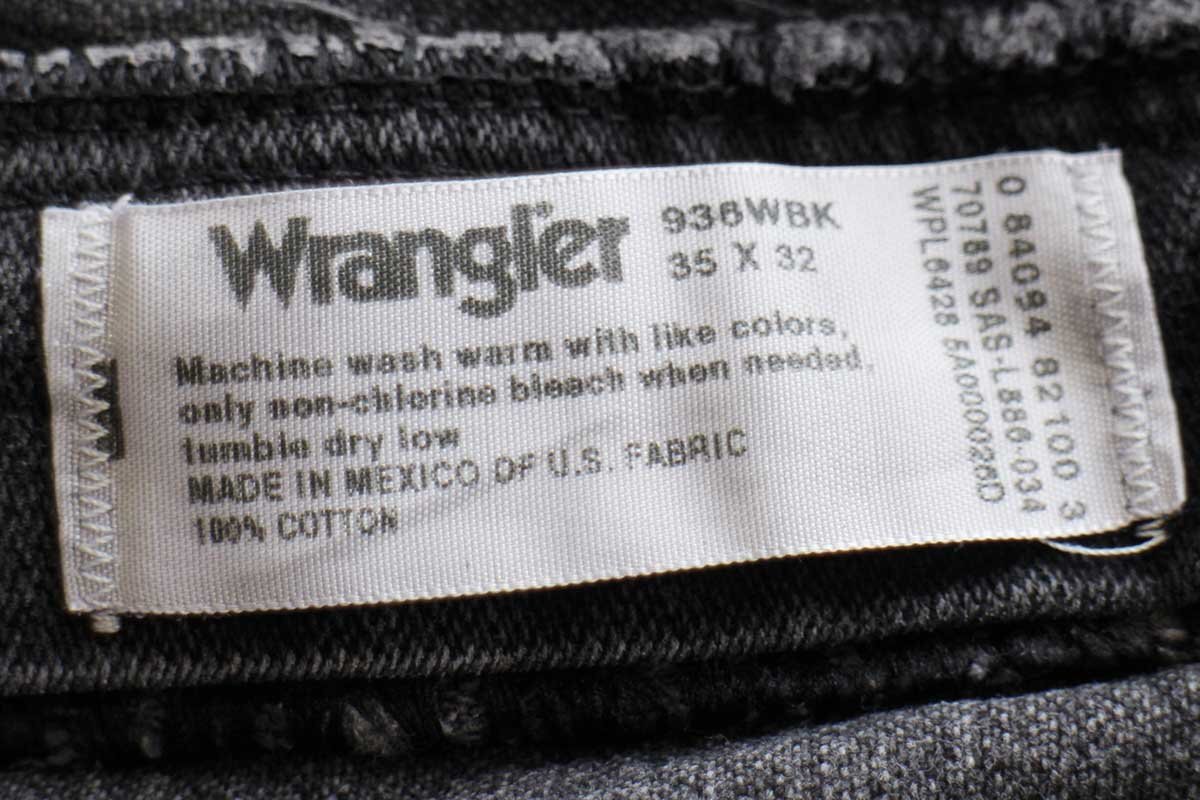 Wrangler
936WBK
35 X 32
Machine wash warm with like colors,
only non-chlorine bleach when needed,
tumble dry low
MADE IN MEXICO OF U.S. FABRIC
100% COTTON
0 84094 82100 3
70789 SAS-L886-034
WPL6428 5A000026D